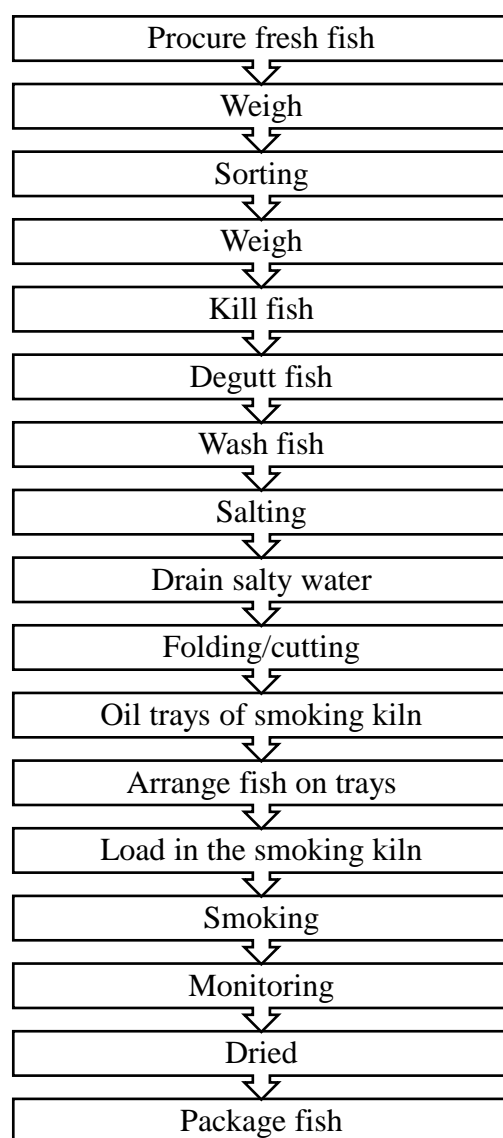 Procure fresh fish
Weigh
Sorting
Weigh
Kill fish
Degutt fish
Wash fish
Salting
Drain salty water
Folding/cutting
Oil trays of smoking kiln
Arrange fish on trays
Load in the smoking kiln
Smoking
Monitoring
Dried
Package fish